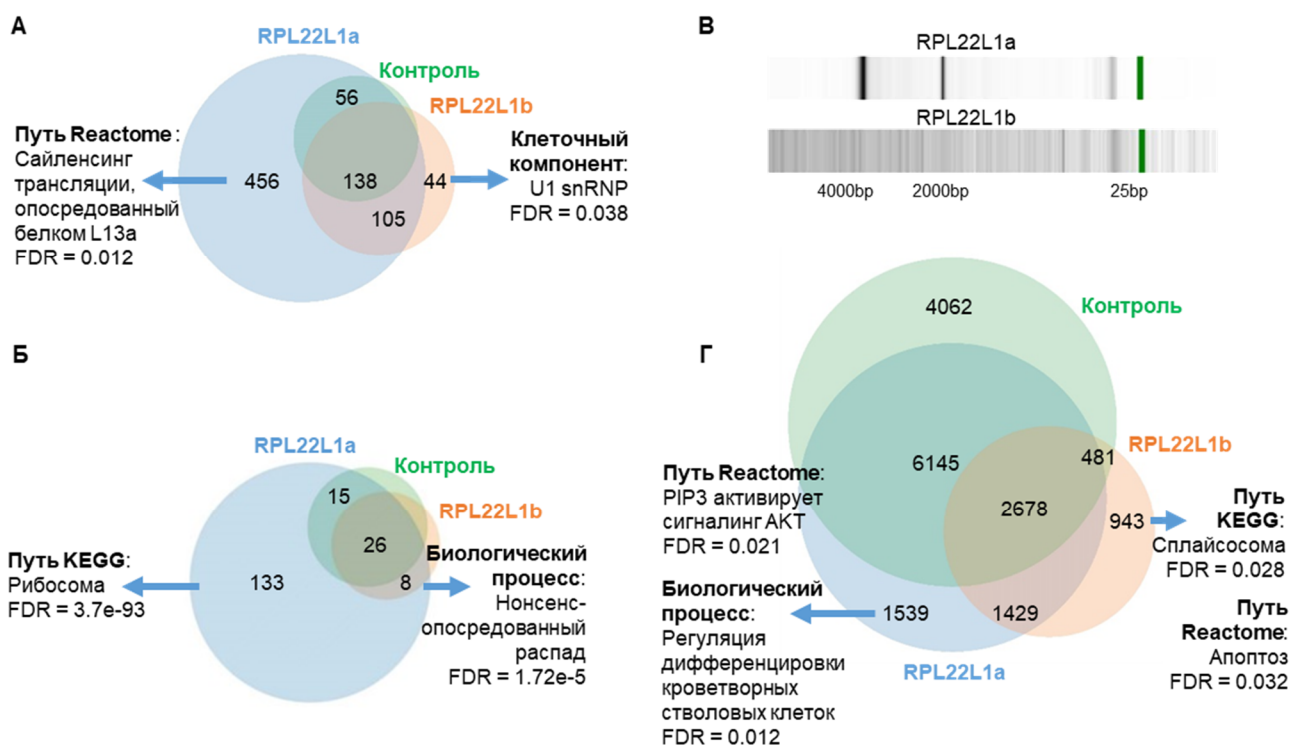 А
RPL22L1a
Контроль
56
RPL22L1b
Путь Reactome:
Сайленсинг
трансляции,
опосредованный
белком L13a
FDR = 0.012
456
138
44
105
Клеточный
компонент:
U1 snRNP
FDR = 0.038
В
RPL22L1a
RPL22L1b
4000bp
2000bp
25bp
Б
RPL22L1a
Контроль
15
RPL22L1b
26
133
8
Путь KEGG:
Рибосома
FDR = 3.7e-93
Биологический
процесс:
Нонсенс-
опосредованный
распад
FDR = 1.72e-5
Г
4062
Контроль
RPL22L1b
6145
481
2678
943
1539
1429
RPL22L1a
Путь Reactome:
PIP3 активирует
сигналинг AKT
FDR = 0.021
Биологический
процесс:
Регуляция
дифференцировки
кроветворных
стволовых клеток
FDR = 0.012
Путь
KEGG:
Сплайсосома
FDR = 0.028
Путь
Reactome:
Апоптоз
FDR = 0.032